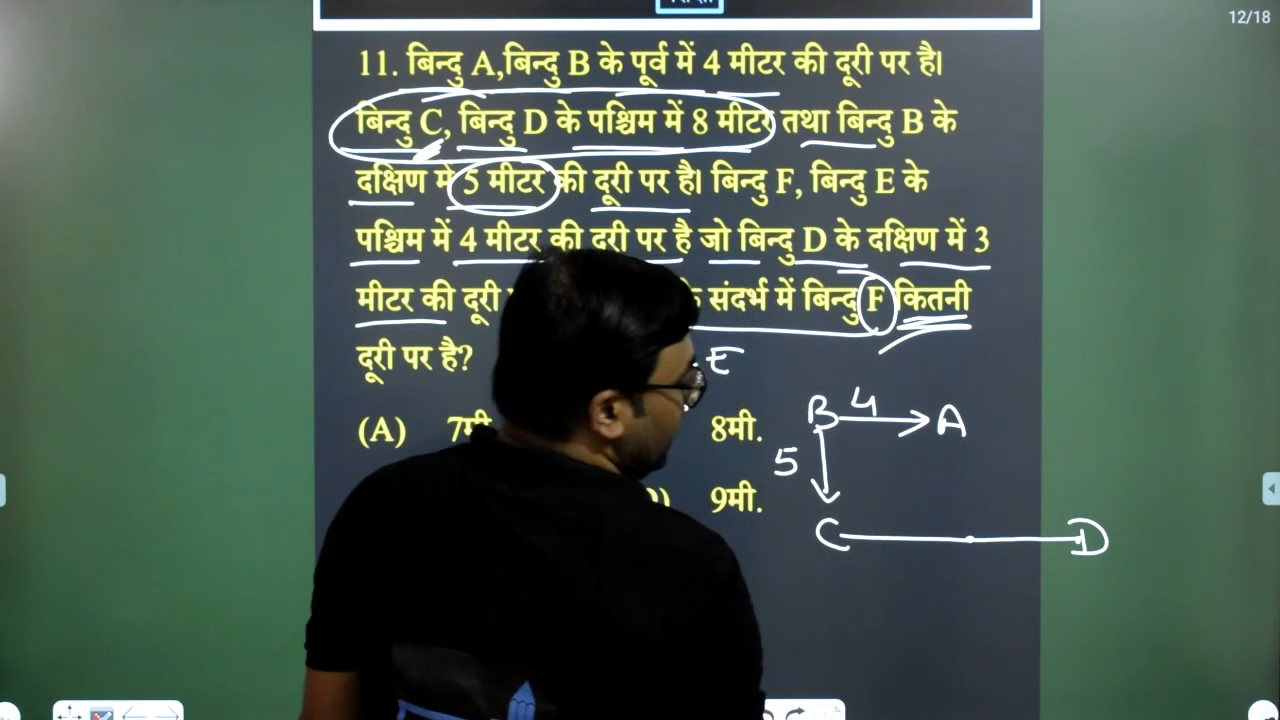 12/18
11. बिन्दु A,बिन्दु B के पूर्व में 4 मीटर की दूरी पर है।
बिन्दु C, बिन्दु D के पश्चिम में 8 मीटर तथा बिन्दु B के
दक्षिण में 5 मीटर की दूरी पर है। बिन्दु F, बिन्दु E के
पश्चिम में 4 मीटर की दूरी पर है जो बिन्दु D के दक्षिण में 3
मीटर की दूरी संदर्भ में बिन्दु F कितनी
दूरी पर है?
E
B 4 A
(A) 8मी.
5
9मी.
C D